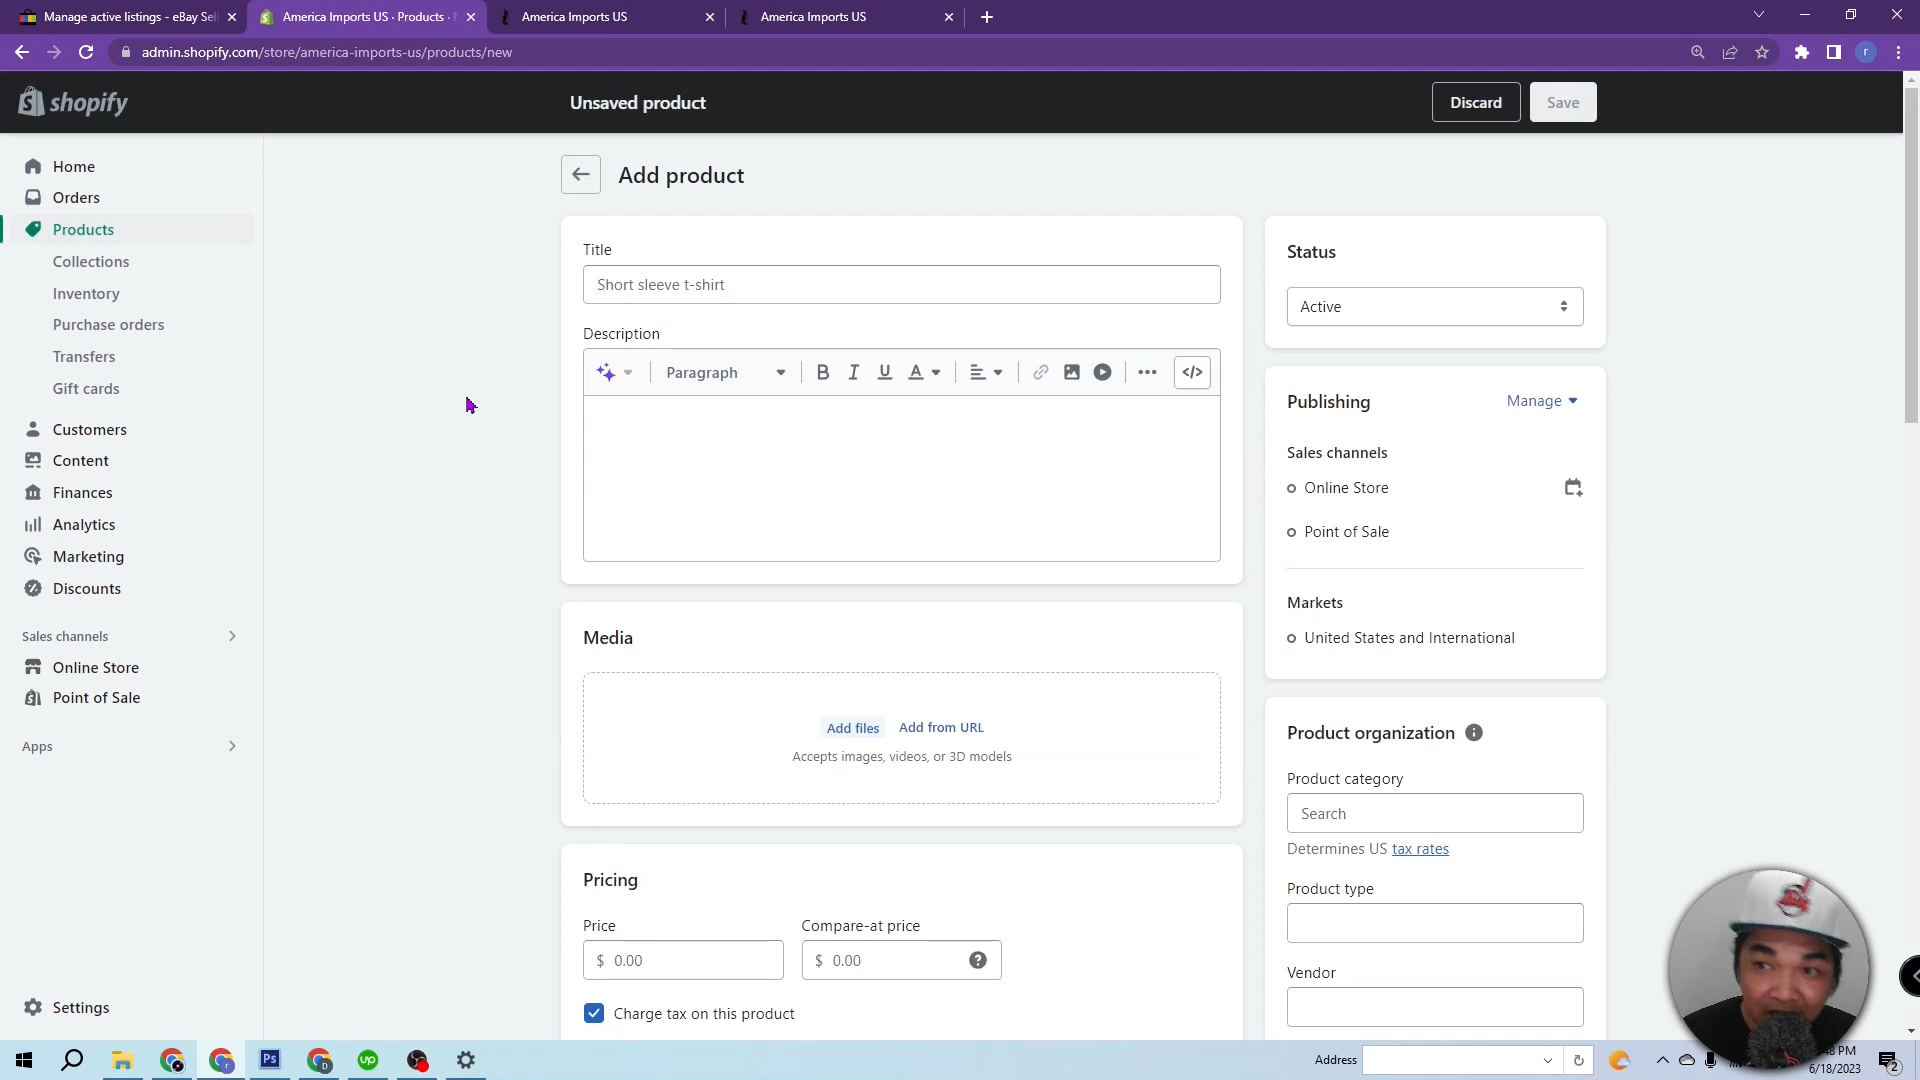 Manage active listings - eBay Sell
America Imports US · Products ·
America Imports US
America Imports US
admin.shopify.com/store/america-imports-us/products/new
r
shopify
Unsaved product
Discard
Save
Home
Orders
Products
Collections
Inventory
Purchase orders
Transfers
Gift cards
Customers
Content
Finances
Analytics
Marketing
Discounts
Sales channels
Online Store
Point of Sale
Apps
Settings
Add product
Title
Short sleeve t-shirt
Description
Paragraph
B I U A
Media
Add files Add from URL
Accepts images, videos, or 3D models
Pricing
Price
Compare-at price
$ 0.00
$ 0.00
Charge tax on this product
Status
Active
Publishing
Manage
Sales channels
Online Store
Point of Sale
Markets
United States and International
Product organization
Product category
Search
Determines US tax rates
Product type
Vendor
Ps
up
D
Address
PM
6/18/2023
2